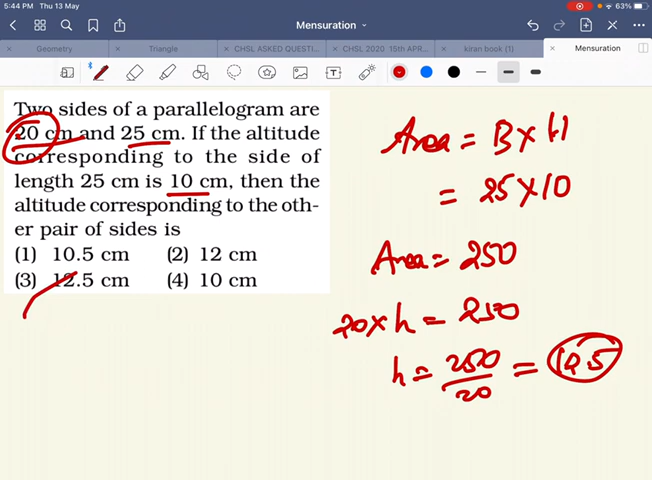 5:44 PM Thu 13 May
63%
Mensuration
Geometry
Triangle
CHSL ASKED QUESTI...
CHSL 2020 15th APR...
kiran book (1)
Mensuration
Two sides of a parallelogram are
20 cm and 25 cm. If the altitude
corresponding to the side of
length 25 cm is 10 cm, then the
altitude corresponding to the oth-
er pair of sides is
(1) 10.5 cm (2) 12 cm
(3) 12.5 cm (4) 10 cm
Area = B × H
= 25 × 10
Area = 250
20 × h = 250
h = 250/20 = 12.5